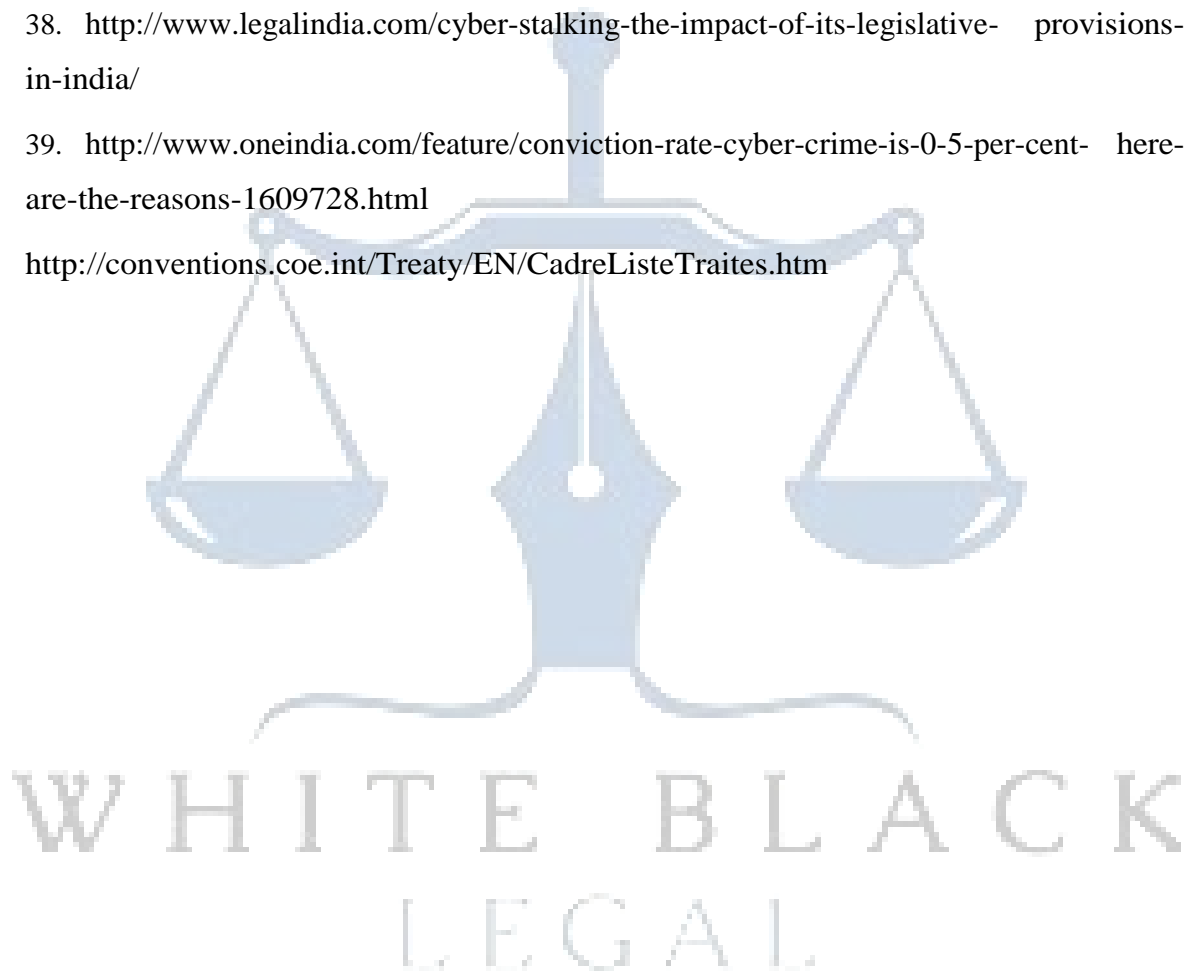 38. http://www.legalindia.com/cyber-stalking-the-impact-of-its-legislative- provisions-
in-india/
39. http://www.oneindia.com/feature/conviction-rate-cyber-crime-is-0-5-per-cent- here-
are-the-reasons-1609728.html
http://conventions.coe.int/Treaty/EN/CadreListeTraites.htm
WHITE BLACK
LEGAL